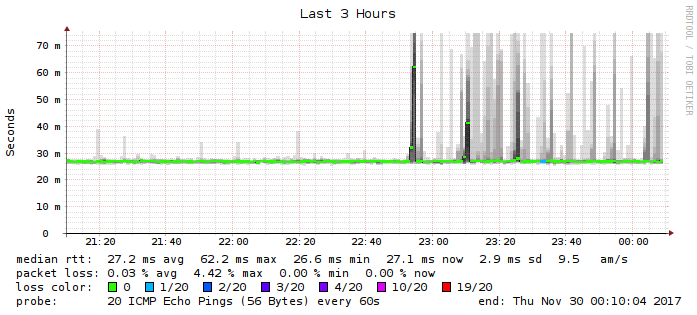 Last 3 Hours
RRDTOOL / TOBI OETIKER
Seconds
70 m
60 m
50 m
40 m
30 m
20 m
10 m
0
21:20 21:40 22:00 22:20 22:40 23:00 23:20 23:40 00:00
median rtt: 27.2 ms avg 62.2 ms max 26.6 ms min 27.1 ms now 2.9 ms sd 9.5 am/s
packet loss: 0.03 % avg 4.42 % max 0.00 % min 0.00 % now
loss color: 0 1/20 2/20 3/20 4/20 10/20 19/20
probe: 20 ICMP Echo Pings (56 Bytes) every 60s end: Thu Nov 30 00:10:04 2017